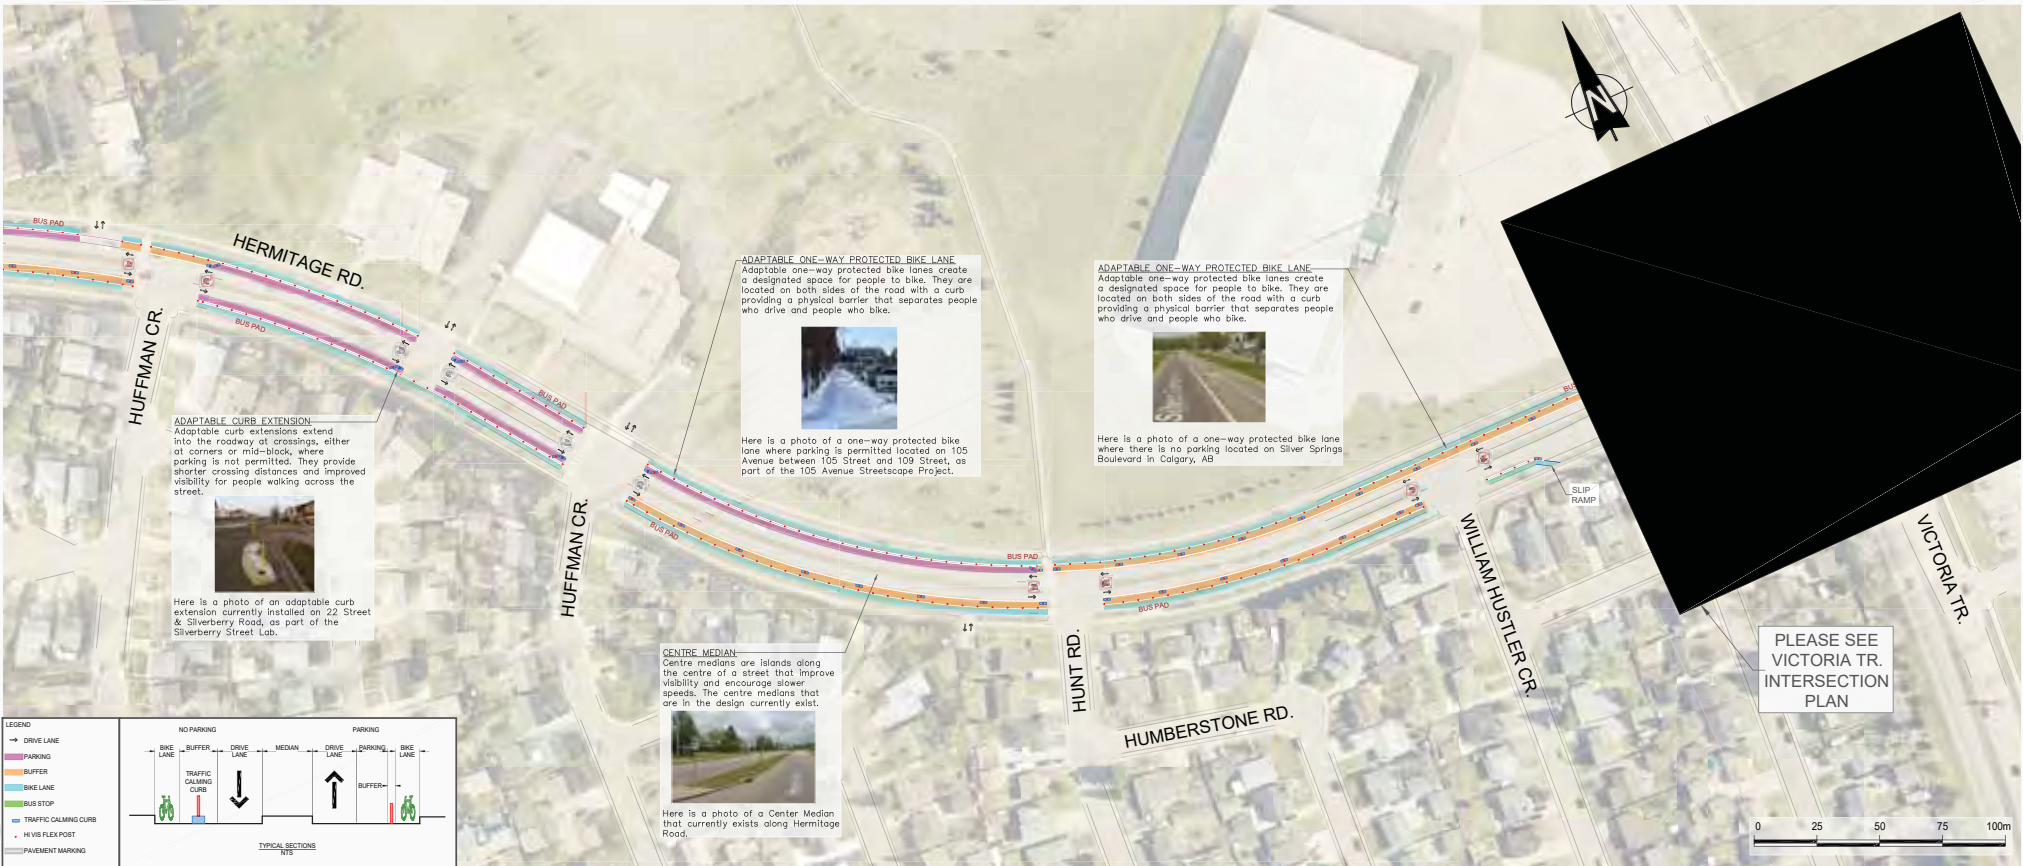 BUS PAD
HERMITAGE RD.
BUS PAD
HUFFMAN CR.
BUS PAD
ADAPTABLE CURB EXTENSION
Adaptable curb extensions extend
into the roadway at crossings, either
at corners or mid-block, where
parking is not permitted. They provide
shorter crossing distances and improved
visibility for people walking across the
street.
Here is a photo of an adaptable curb
extension currently installed on 22 Street
& Silverberry Road, as part of the
Silverberry Street Lab.
ADAPTABLE ONE-WAY PROTECTED BIKE LANE
Adaptable one-way protected bike lanes create
a designated space for people to bike. They are
located on both sides of the road with a curb
providing a physical barrier that separates people
who drive and people who bike.
Here is a photo of a one-way protected bike
lane where parking is permitted located on 105
Avenue between 105 Street and 109 Street, as
part of the 105 Avenue Streetscape Project.
ADAPTABLE ONE-WAY PROTECTED BIKE LANE
Adaptable one-way protected bike lanes create
a designated space for people to bike. They are
located on both sides of the road with a curb
providing a physical barrier that separates people
who drive and people who bike.
Here is a photo of a one-way protected bike lane
where there is no parking located on Silver Springs
Boulevard in Calgary, AB
N
HUFFMAN CR.
BUS PAD
BUS PAD
BUS PAD
SLIP
RAMP
CENTRE MEDIAN
Centre medians are islands along
the centre of a street that improve
visibility and encourage slower
speeds. The centre medians that
are in the design currently exist.
Here is a photo of a Center Median
that currently exists along Hermitage
Road.
HUNT RD.
HUMBERSTONE RD.
WILLIAM HUSTLER CR.
VICTORIA TR.
PLEASE SEE
VICTORIA TR.
INTERSECTION
PLAN
LEGEND
DRIVE LANE
PARKING
BUFFER
BIKE LANE
BUS STOP
TRAFFIC CALMING CURB
HI VIS FLEX POST
PAVEMENT MARKING
NO PARKING
PARKING
BIKE
LANE
BUFFER
DRIVE
LANE
MEDIAN
DRIVE
LANE
PARKING
BIKE
LANE
TRAFFIC
CALMING
CURB
BUFFER
TYPICAL SECTIONS
NTS
0 25 50 75 100m